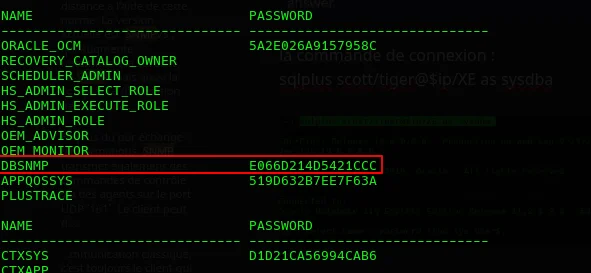 NAME PASSWORD
------------------------------ ------------------------------
ORACLE_OCM 5A2E026A9157958C
RECOVERY_CATALOG_OWNER
SCHEDULER_ADMIN
HS_ADMIN_SELECT_ROLE
HS_ADMIN_EXECUTE_ROLE
HS_ADMIN_ROLE
OEM_ADVISOR
OEM_MONITOR
DBSNMP E066D214D5421CCC
APPQOSSYS 519D632B7EE7F63A
PLUSTRACE
NAME PASSWORD
------------------------------ ------------------------------
CTXSYS D1D21CA56994CAB6
CTXAPP
la commande de connexion :
sqlplus scott/tiger@$ip/XE as sysdba